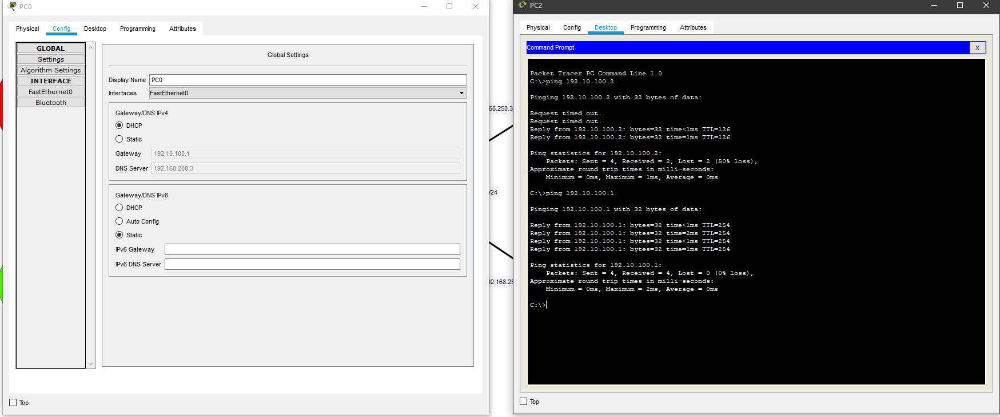 PC0
Physical Config Desktop Programming Attributes
GLOBAL
Settings
Algorithm Settings
INTERFACE
FastEthernet0
Bluetooth
Global Settings
Display Name PC0
Interfaces FastEthernet0
Gateway/DNS IPv4
DHCP
Static
Gateway 192.10.100.1
DNS Server 192.168.200.3
Gateway/DNS IPv6
DHCP
Auto Config
Static
IPv6 Gateway
IPv6 DNS Server
Top
68.250.3
/24
92.168.25
PC2
Physical Config Desktop Programming Attributes
Command Prompt X
Packet Tracer PC Command Line 1.0
C:\>ping 192.10.100.2
Pinging 192.10.100.2 with 32 bytes of data:
Request timed out.
Request timed out.
Reply from 192.10.100.2: bytes=32 time<1ms TTL=126
Reply from 192.10.100.2: bytes=32 time=1ms TTL=126
Ping statistics for 192.10.100.2:
Packets: Sent = 4, Received = 2, Lost = 2 (50% loss),
Approximate round trip times in milli-seconds:
Minimum = 0ms, Maximum = 1ms, Average = 0ms
C:\>ping 192.10.100.1
Pinging 192.10.100.1 with 32 bytes of data:
Reply from 192.10.100.1: bytes=32 time<1ms TTL=254
Reply from 192.10.100.1: bytes=32 time=2ms TTL=254
Reply from 192.10.100.1: bytes=32 time<1ms TTL=254
Reply from 192.10.100.1: bytes=32 time=1ms TTL=254
Ping statistics for 192.10.100.1:
Packets: Sent = 4, Received = 4, Lost = 0 (0% loss),
Approximate round trip times in milli-seconds:
Minimum = 0ms, Maximum = 2ms, Average = 0ms
C:\>
Top